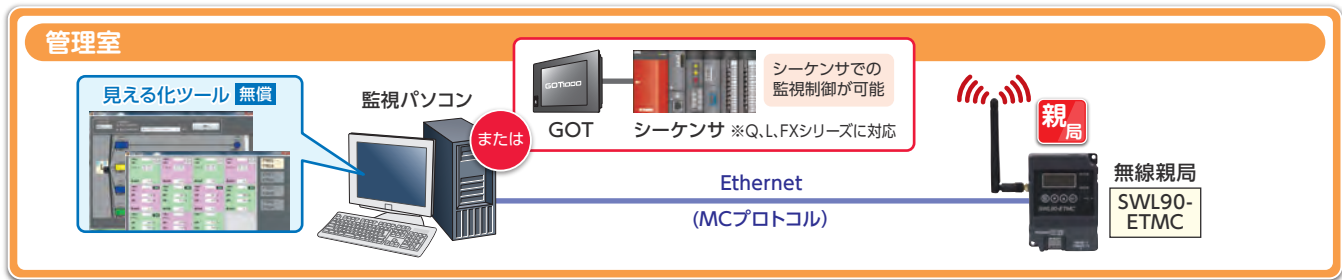 管理室
見える化ツール 無償
監視パソコン
または
GOT1000
GOT
シーケンサ ※Q、L、FXシリーズに対応
シーケンサでの
監視制御が可能
Ethernet
(MCプロトコル)
親局
SWL90-ETMC
無線親局
SWL90-
ETMC